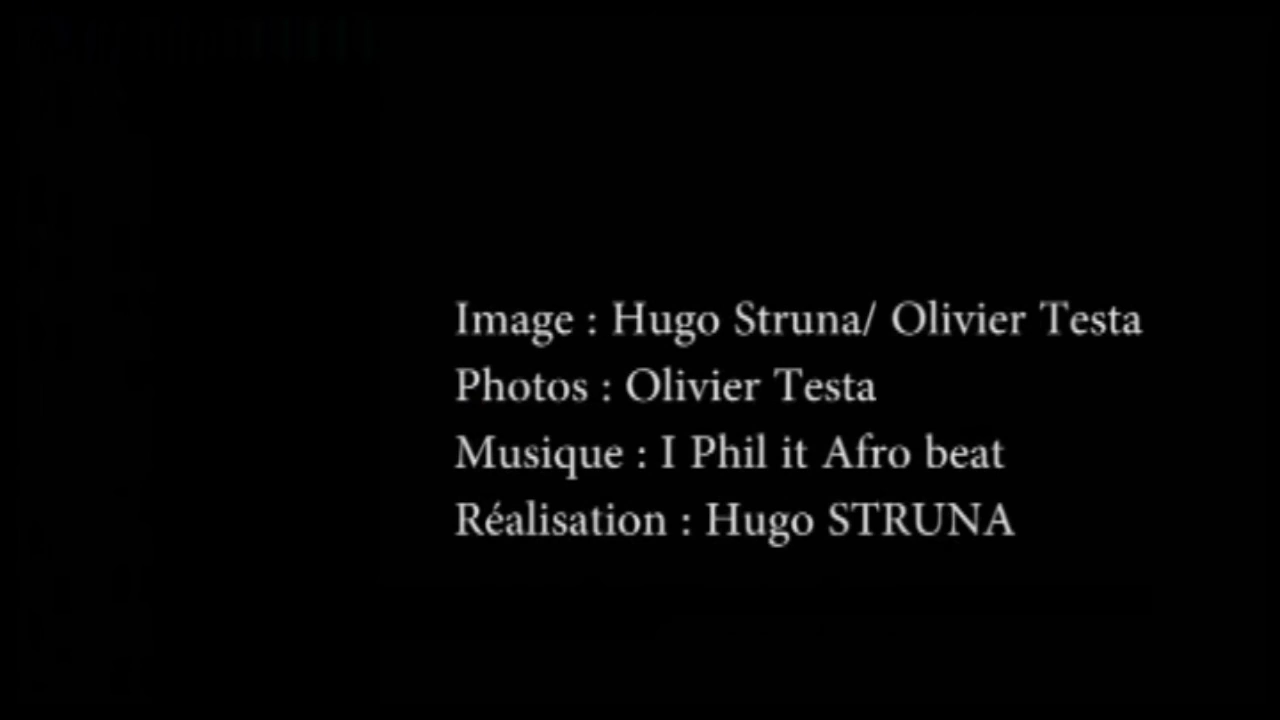 Image : Hugo Struna/ Olivier Testa
Photos : Olivier Testa
Musique : I Phil it Afro beat
Réalisation : Hugo STRUNA